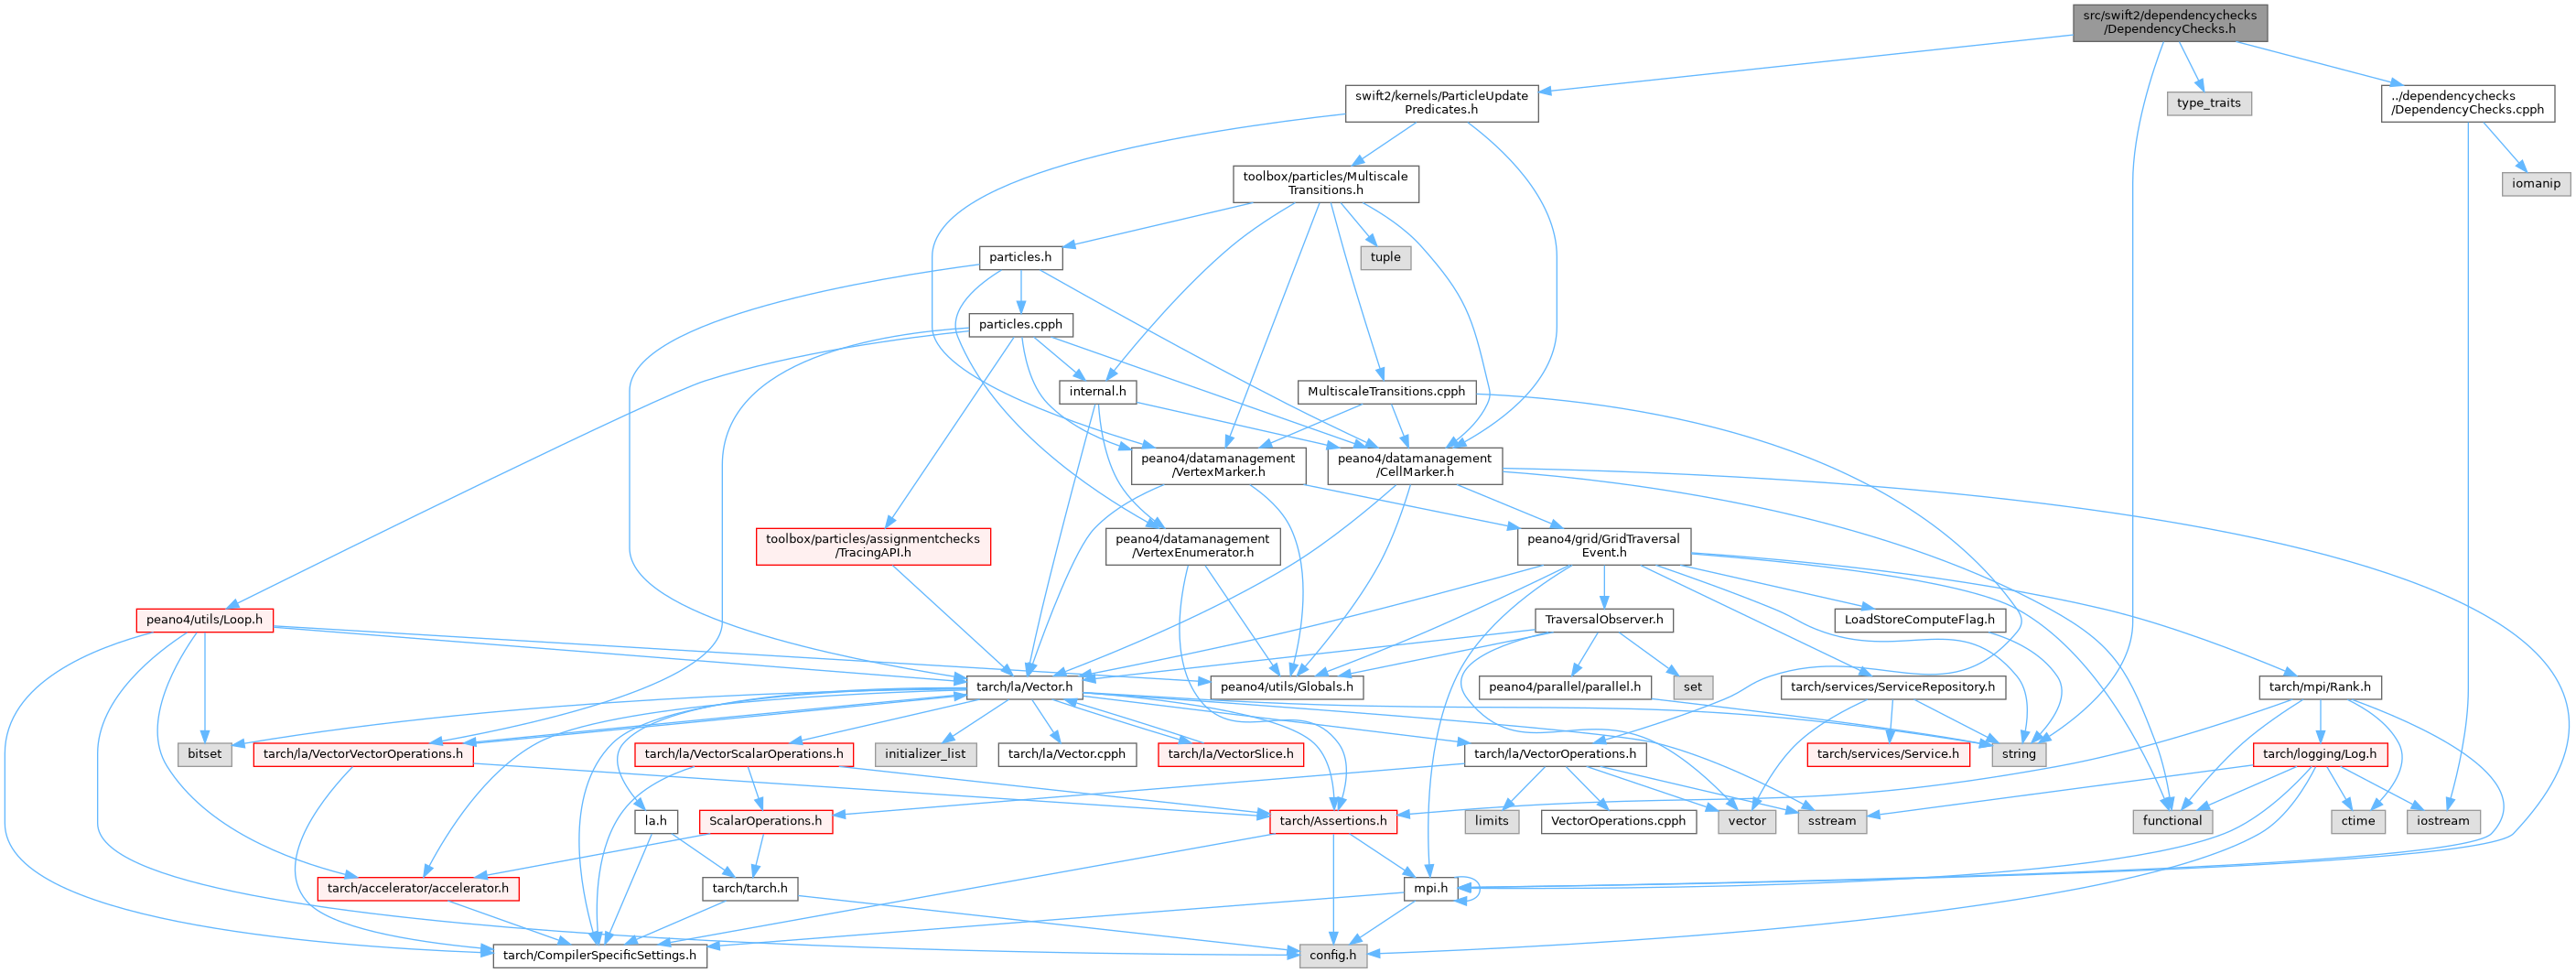 src/swift2/dependencychecks
/DependencyChecks.h
swift2/kernels/ParticleUpdate
Predicates.h
type_traits
../dependencychecks
/DependencyChecks.cpph
toolbox/particles/Multiscale
Transitions.h
iomanip
particles.h
tuple
particles.cpph
internal.h
MultiscaleTransitions.cpph
peano4/datamanagement
/VertexMarker.h
peano4/datamanagement
/CellMarker.h
toolbox/particles/assignmentchecks
/TracingAPI.h
peano4/datamanagement
/VertexEnumerator.h
peano4/grid/GridTraversal
Event.h
peano4/utils/Loop.h
TraversalObserver.h
LoadStoreComputeFlag.h
tarch/la/Vector.h
peano4/utils/Globals.h
peano4/parallel/parallel.h
set
tarch/services/ServiceRepository.h
tarch/mpi/Rank.h
bitset
tarch/la/VectorVectorOperations.h
tarch/la/VectorScalarOperations.h
initializer_list
tarch/la/Vector.cpph
tarch/la/VectorSlice.h
tarch/la/VectorOperations.h
tarch/services/Service.h
string
tarch/logging/Log.h
la.h
ScalarOperations.h
tarch/Assertions.h
limits
VectorOperations.cpph
vector
sstream
functional
ctime
iostream
tarch/accelerator/accelerator.h
tarch/tarch.h
mpi.h
tarch/CompilerSpecificSettings.h
config.h